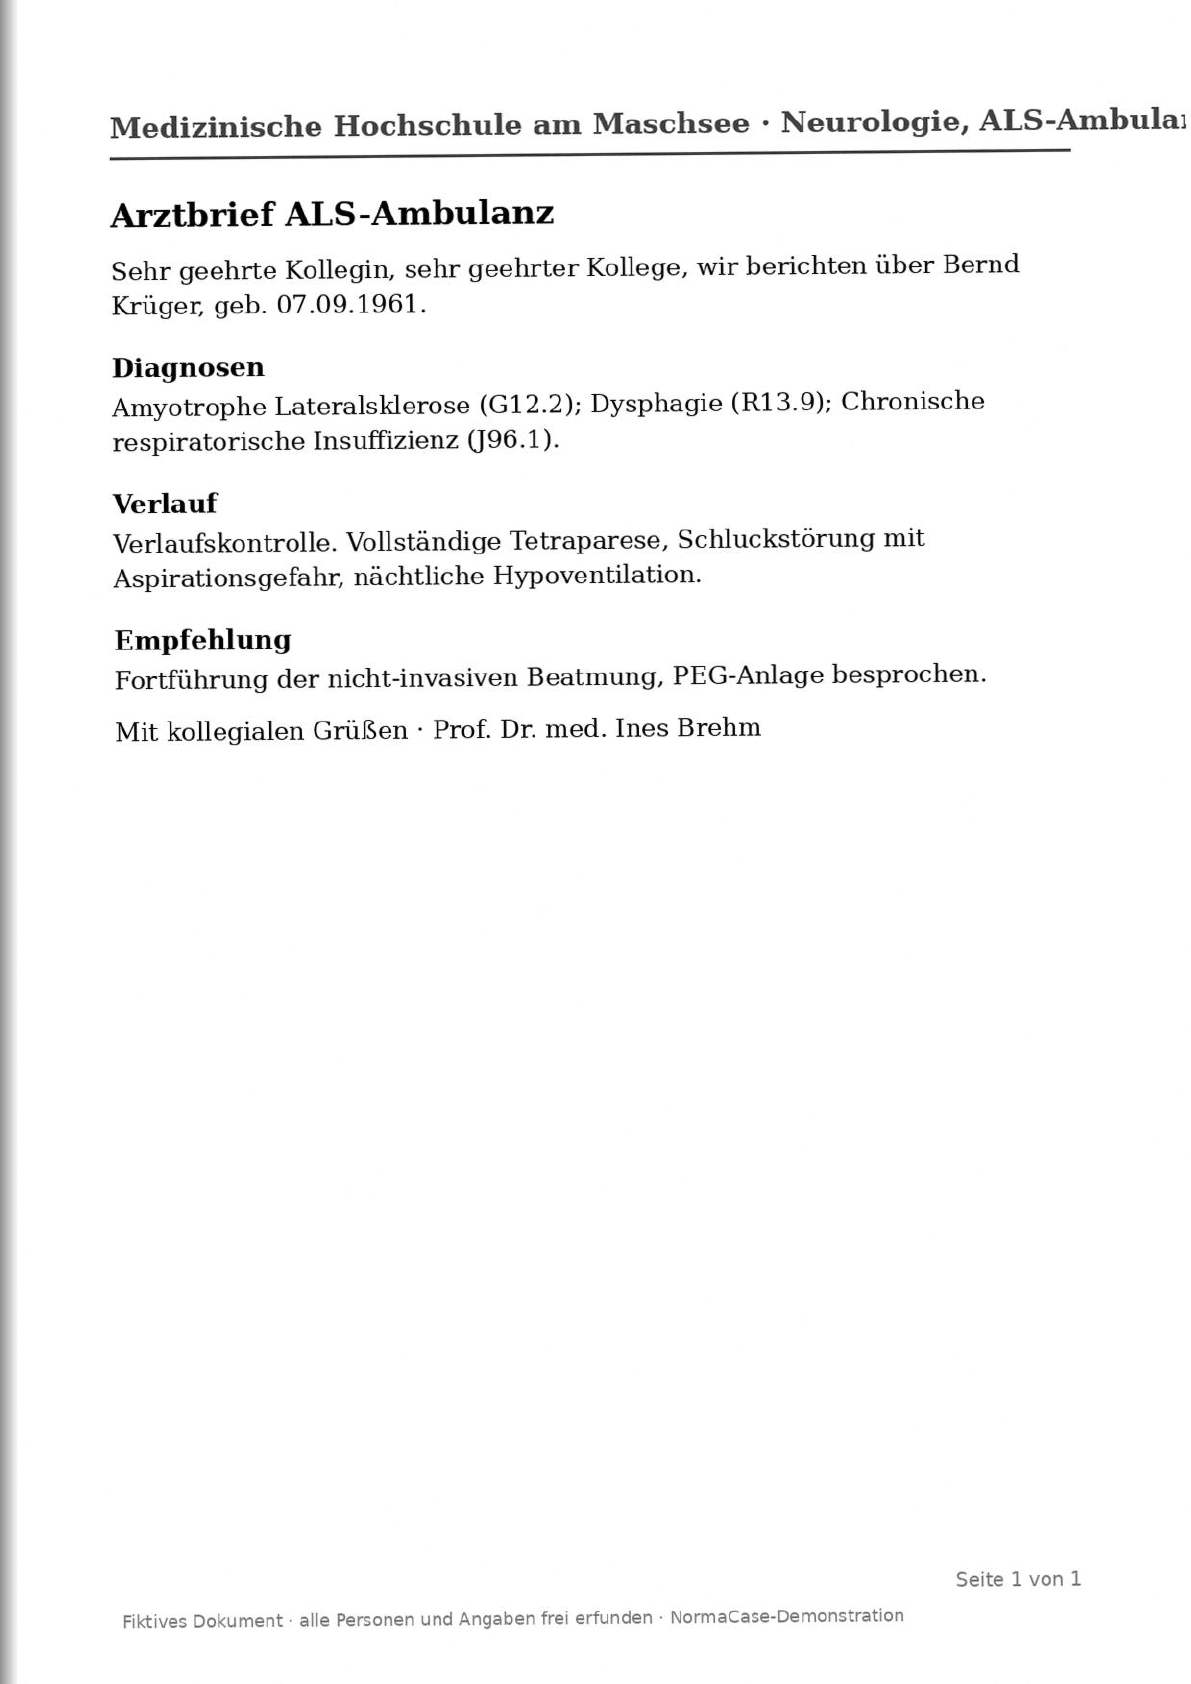 Medizinische Hochschule am Maschsee · Neurologie, ALS-Ambula
Arztbrief ALS-Ambulanz
Sehr geehrte Kollegin, sehr geehrter Kollege, wir berichten über Bernd
Krüger, geb. 07.09.1961.
Diagnosen
Amyotrophe Lateralsklerose (G12.2); Dysphagie (R13.9); Chronische
respiratorische Insuffizienz (J96.1).
Verlauf
Verlaufskontrolle. Vollständige Tetraparese, Schluckstörung mit
Aspirationsgefahr, nächtliche Hypoventilation.
Empfehlung
Fortführung der nicht-invasiven Beatmung, PEG-Anlage besprochen.
Mit kollegialen Grüßen · Prof. Dr. med. Ines Brehm
Seite 1 von 1
Fiktives Dokument · alle Personen und Angaben frei erfunden · NormaCase-Demonstration